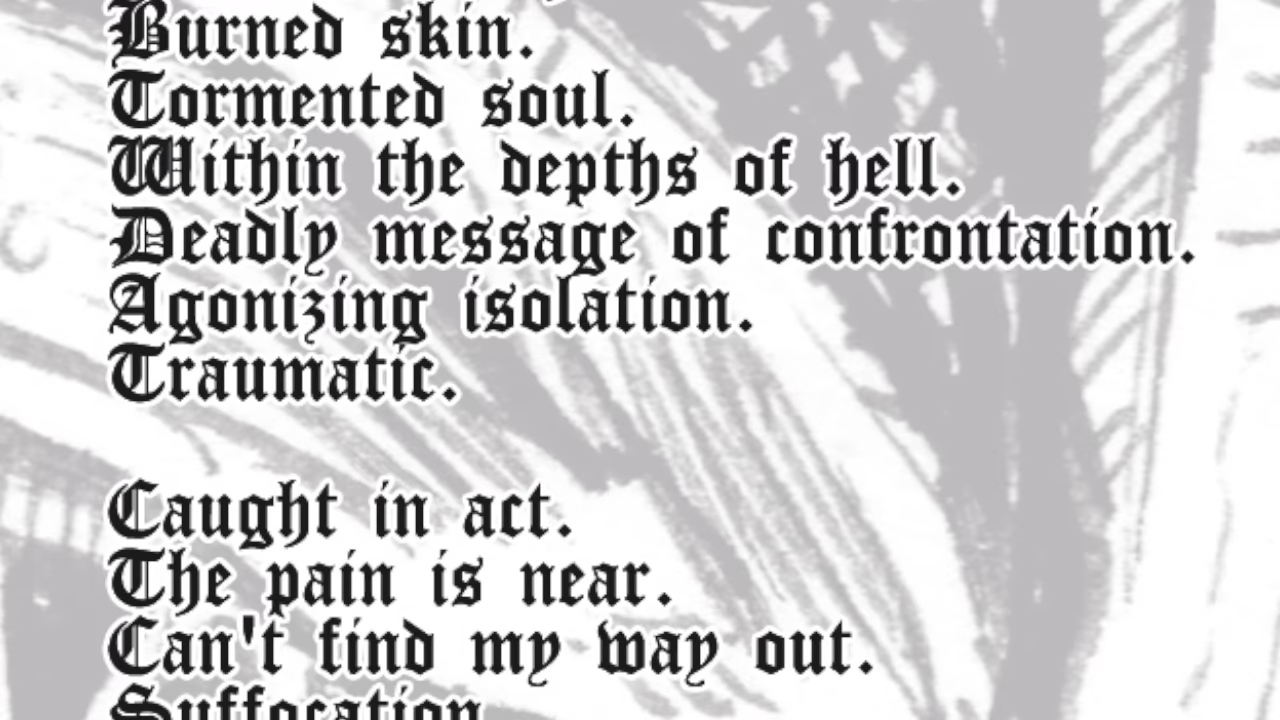 Burned skin.
Tormented soul.
Within the depths of hell.
Deadly message of confrontation.
Agonizing isolation.
Traumatic.
Caught in act.
The pain is near.
Can't find my way out.
Suffocation